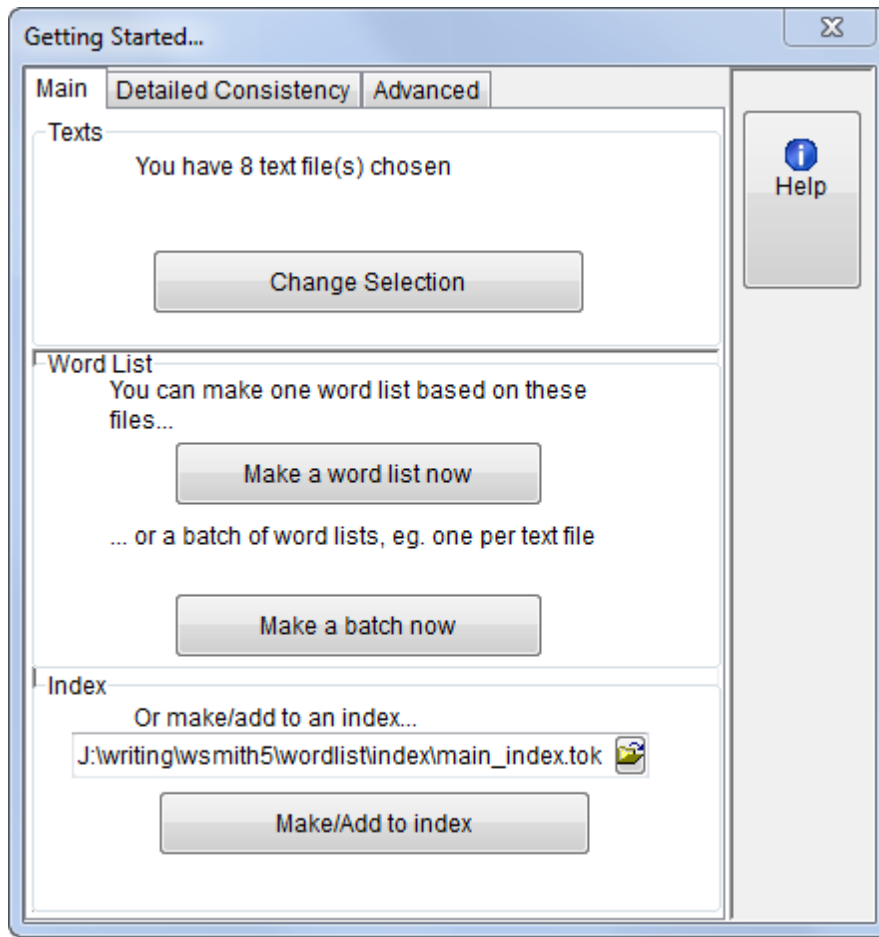 Getting Started...
Main Detailed Consistency Advanced
Texts
You have 8 text file(s) chosen
Change Selection
Help
Word List
You can make one word list based on these
files...
Make a word list now
... or a batch of word lists, eg. one per text file
Make a batch now
Index
Or make/add to an index...
J:\writing\wsmith5\wordlist\index\main_index.tok
Make/Add to index